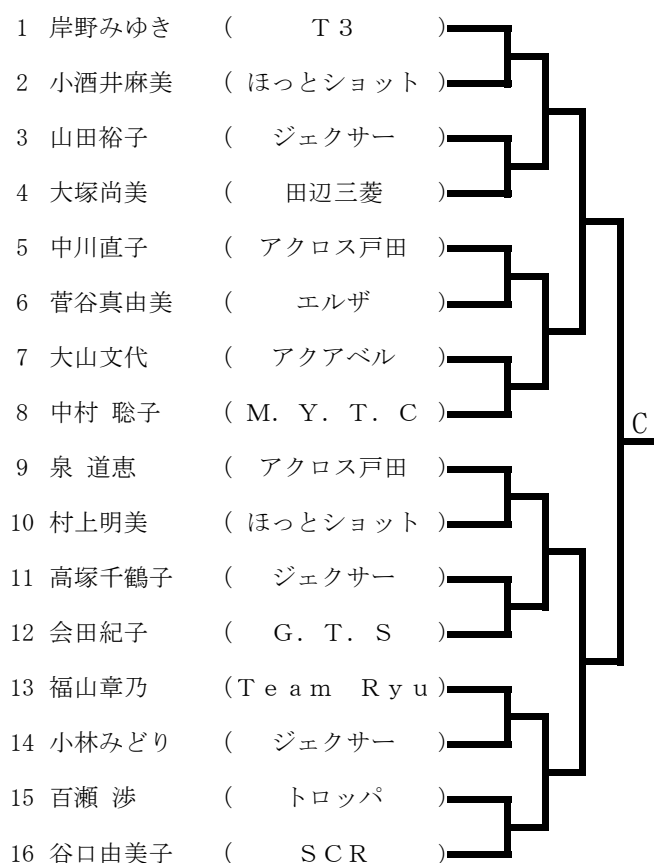 1 岸野みゆき ( T3 )
2 小酒井麻美 ( ほっとショット )
3 山田裕子 ( ジェクサー )
4 大塚尚美 ( 田辺三菱 )
5 中川直子 ( アクロス戸田 )
6 菅谷真由美 ( エルザ )
7 大山文代 ( アクアベル )
8 中村 聡子 ( M. Y. T. C )
C
9 泉 道恵 ( アクロス戸田 )
10 村上明美 ( ほっとショット )
11 高塚千鶴子 ( ジェクサー )
12 会田紀子 ( G. T. S )
13 福山章乃 (Team Ryu)
14 小林みどり ( ジェクサー )
15 百瀬 渉 ( トロッパ )
16 谷口由美子 ( SCR )